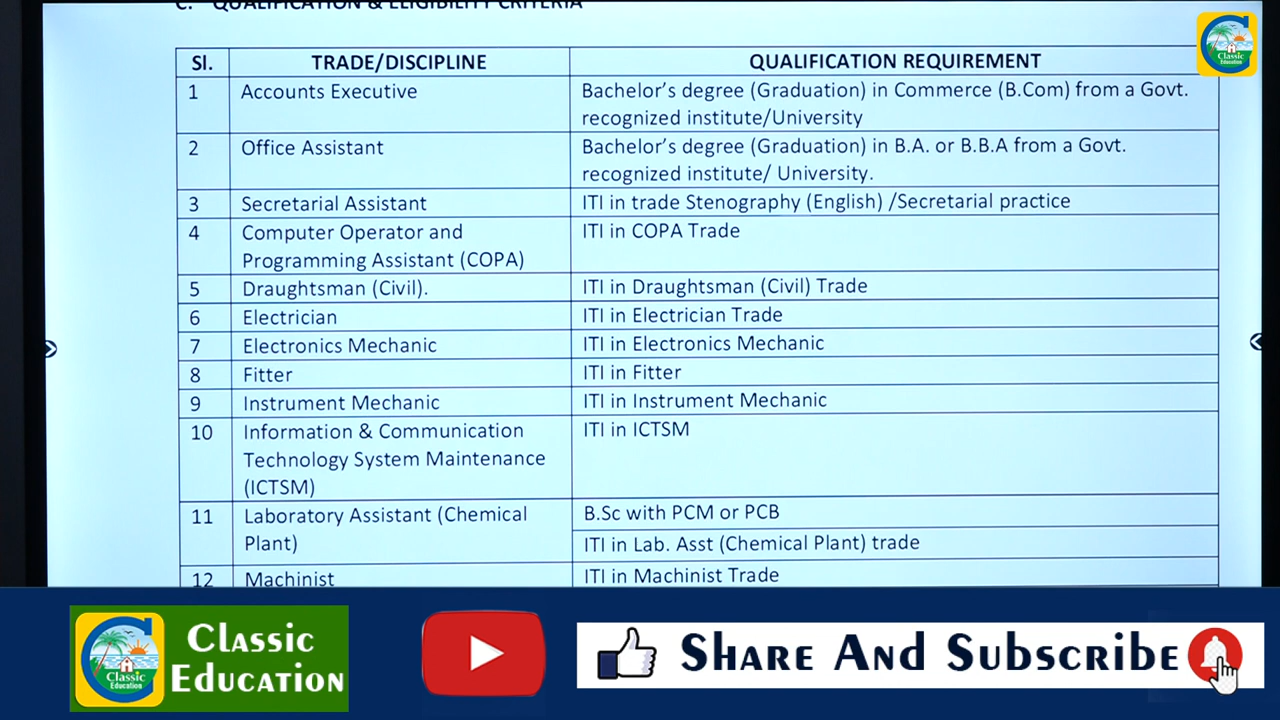 C. QUALIFICATION & ELIGIBILITY CRITERIA
Classic
Education
Sl. TRADE/DISCIPLINE QUALIFICATION REQUIREMENT
1 Accounts Executive Bachelor's degree (Graduation) in Commerce (B.Com) from a Govt.
recognized institute/University
2 Office Assistant Bachelor's degree (Graduation) in B.A. or B.B.A from a Govt.
recognized institute/ University.
3 Secretarial Assistant ITI in trade Stenography (English) /Secretarial practice
4 Computer Operator and ITI in COPA Trade
Programming Assistant (COPA)
5 Draughtsman (Civil). ITI in Draughtsman (Civil) Trade
6 Electrician ITI in Electrician Trade
7 Electronics Mechanic ITI in Electronics Mechanic
8 Fitter ITI in Fitter
9 Instrument Mechanic ITI in Instrument Mechanic
10 Information & Communication ITI in ICTSM
Technology System Maintenance
(ICTSM)
11 Laboratory Assistant (Chemical B.Sc with PCM or PCB
Plant) ITI in Lab. Asst (Chemical Plant) trade
12 Machinist ITI in Machinist Trade
Classic
Education
Classic
Education
Share And Subscribe